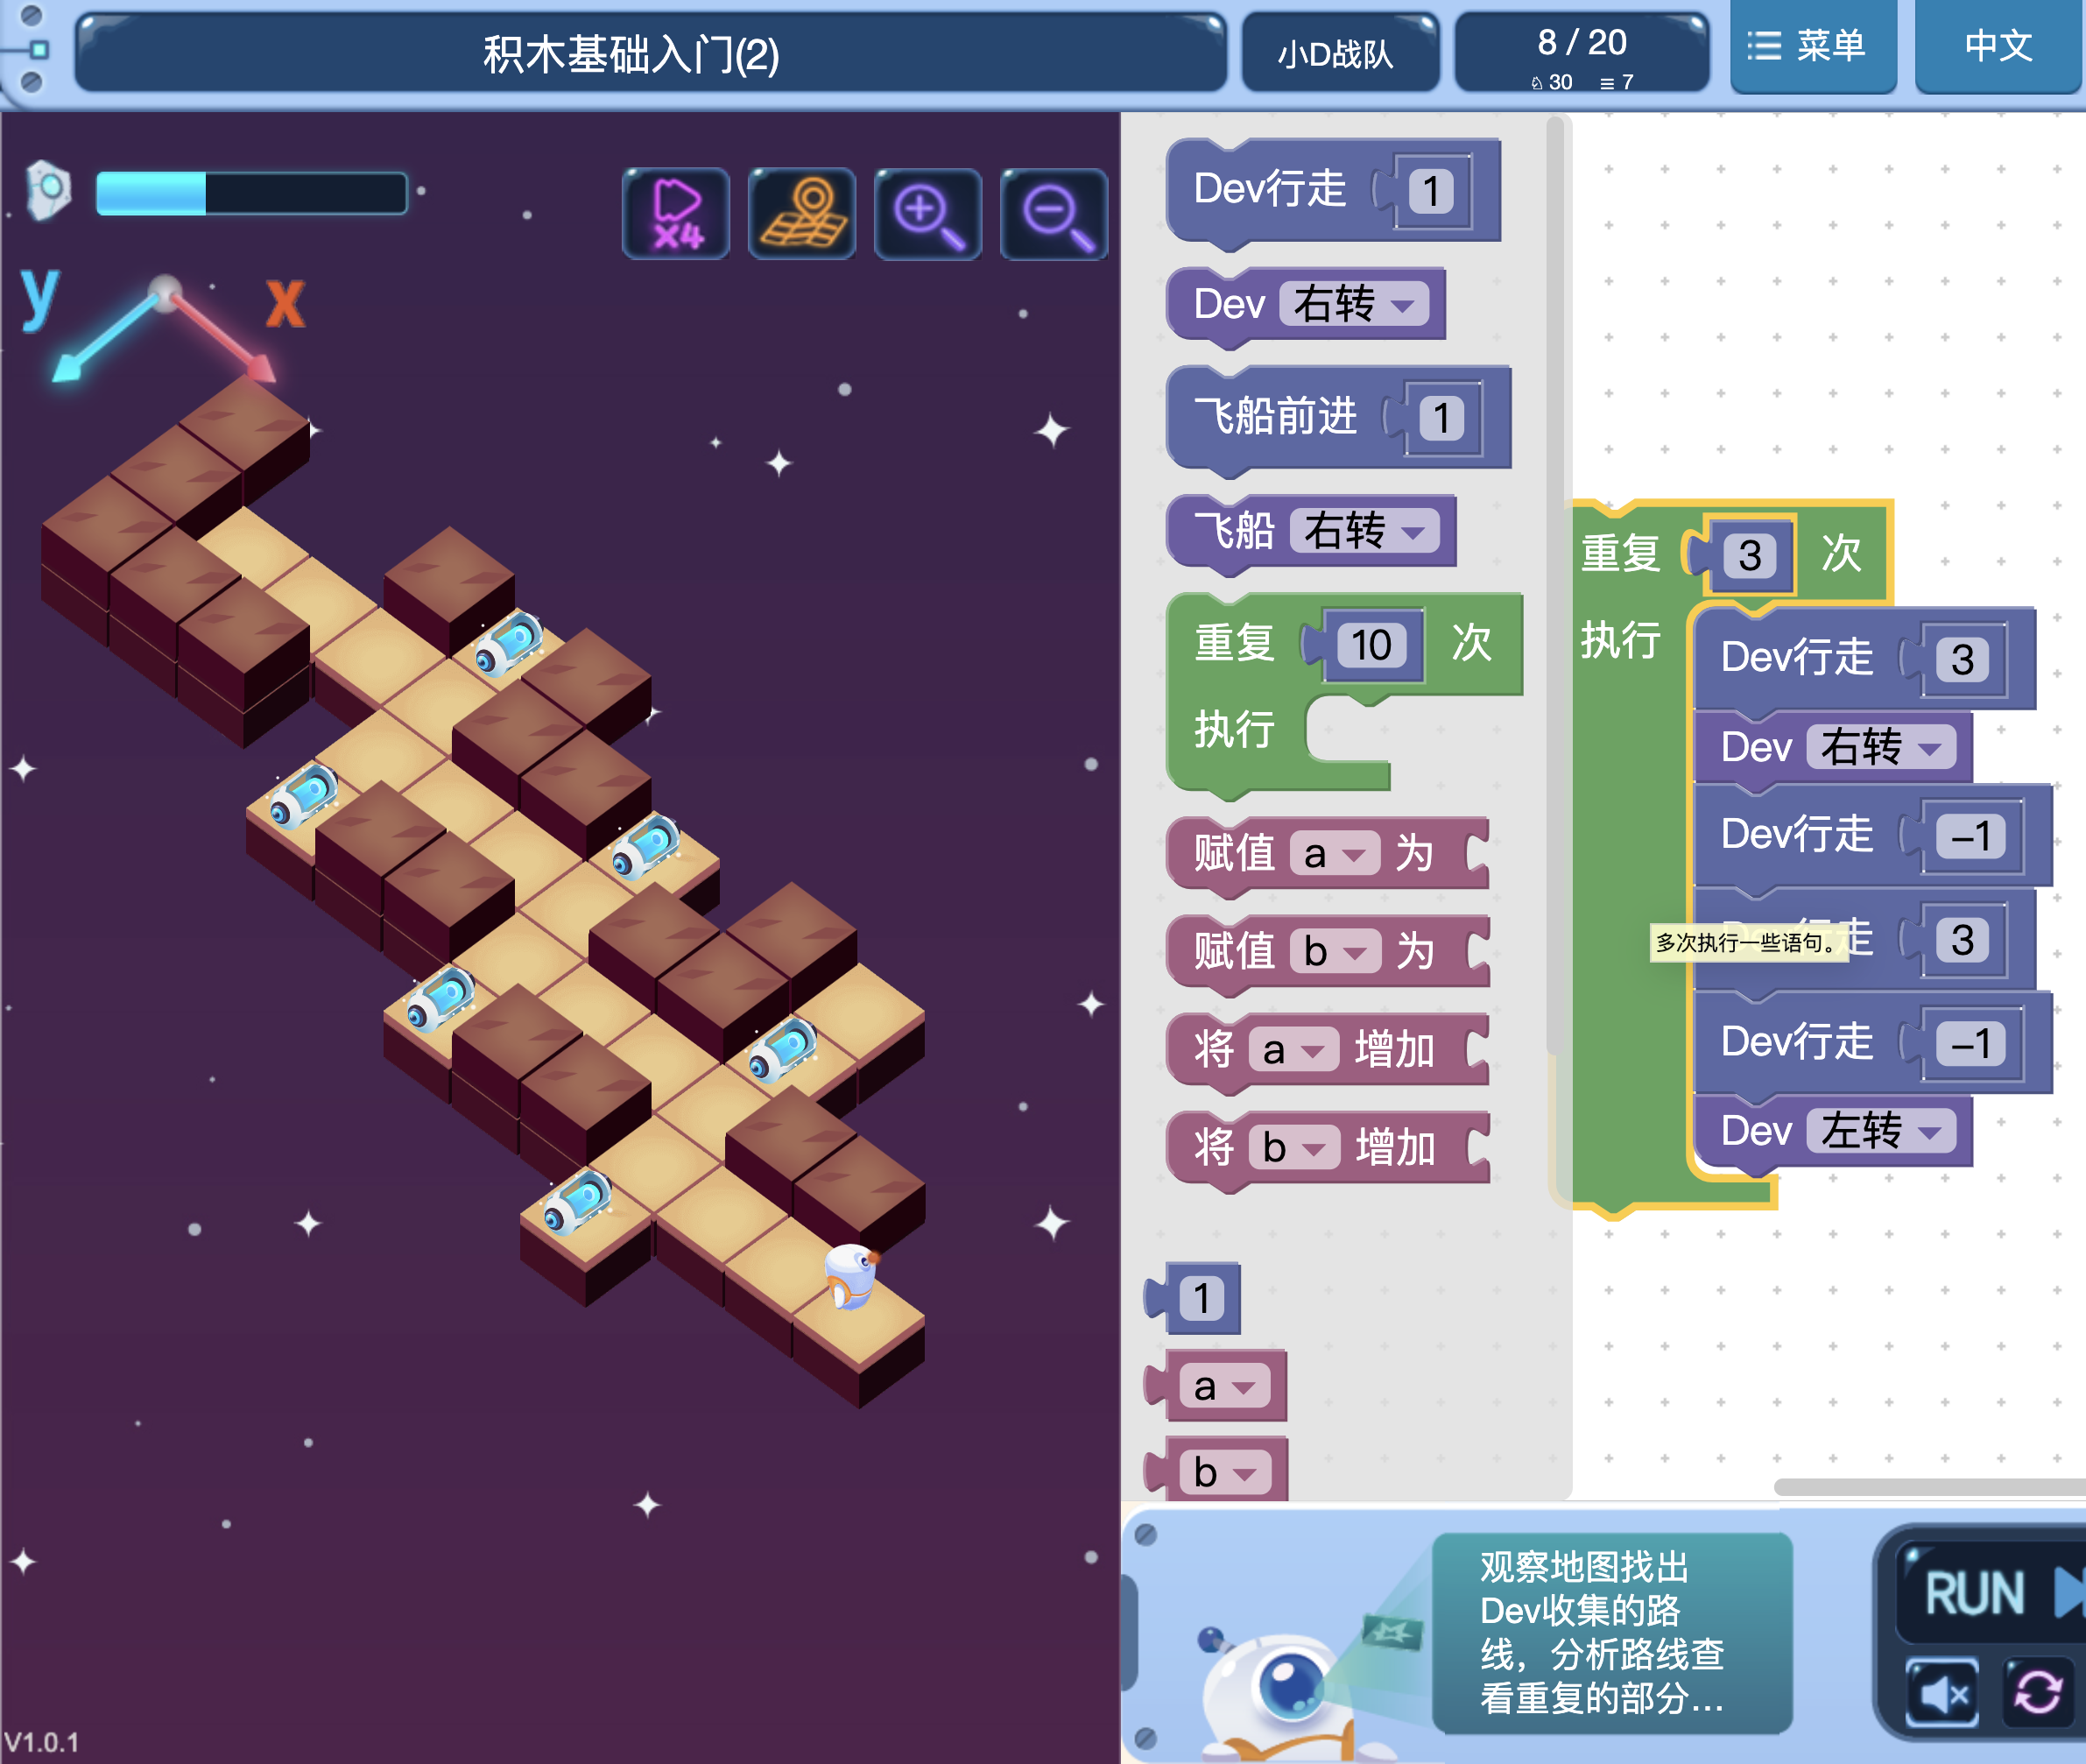 积木基础入门(2)
小D战队
8 / 20
30
7
菜单
中文
x4
y
x
Dev行走 1
Dev 右转
飞船前进 1
飞船 右转
重复 10 次
执行
赋值 a 为
赋值 b 为
将 a 增加
将 b 增加
1
a
b
重复 3 次
执行
Dev行走 3
Dev 右转
Dev行走 –1
走 3
多次执行一些语句。
Dev行走 –1
Dev 左转
观察地图找出
Dev收集的路
线，分析路线查
看重复的部分...
RUN
V1.0.1